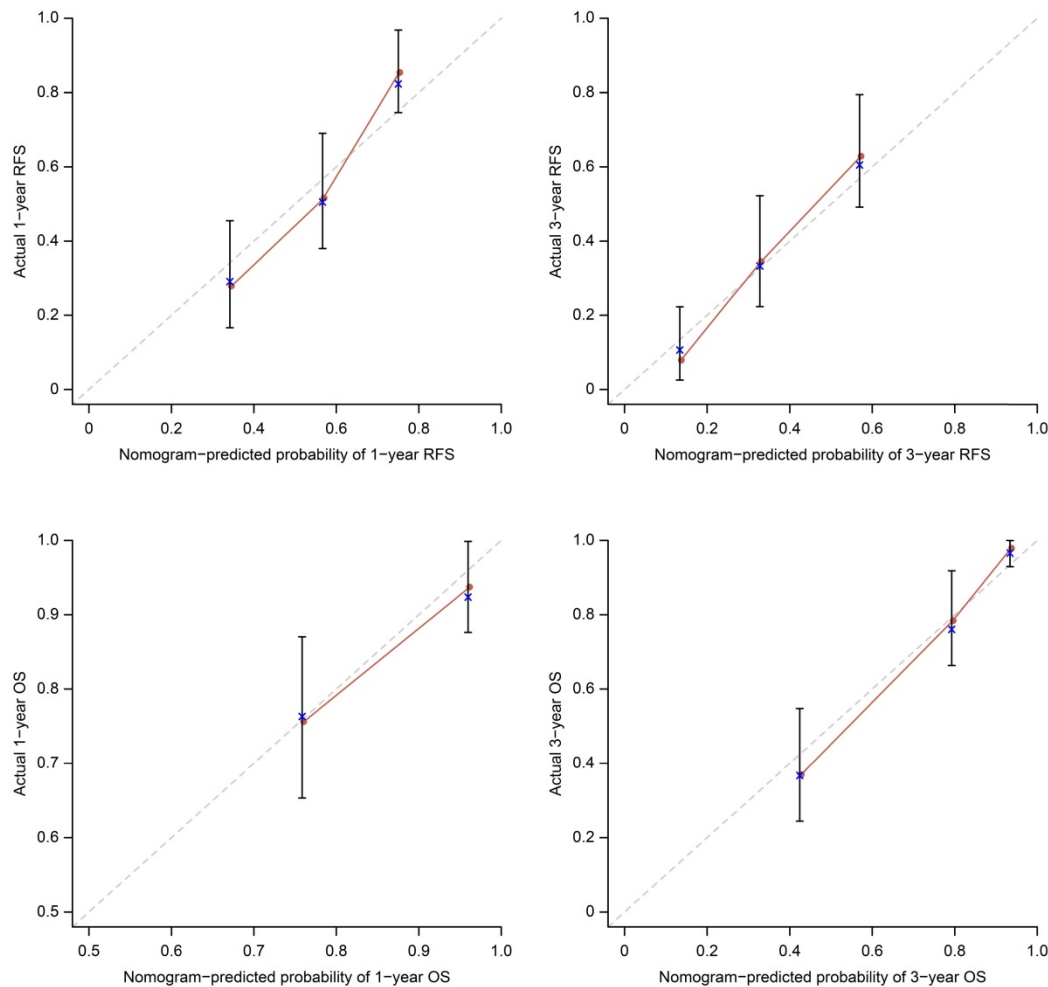 1.0
0.8
0.6
0.4
0.2
0
Actual 1−year RFS
0 0.2 0.4 0.6 0.8 1.0
Nomogram−predicted probability of 1−year RFS
1.0
0.8
0.6
0.4
0.2
0
Actual 3−year RFS
0 0.2 0.4 0.6 0.8 1.0
Nomogram−predicted probability of 3−year RFS
1.0
0.9
0.8
0.7
0.6
0.5
Actual 1−year OS
0.5 0.6 0.7 0.8 0.9 1.0
Nomogram−predicted probability of 1−year OS
1.0
0.8
0.6
0.4
0.2
0
Actual 3−year OS
0 0.2 0.4 0.6 0.8 1.0
Nomogram−predicted probability of 3−year OS